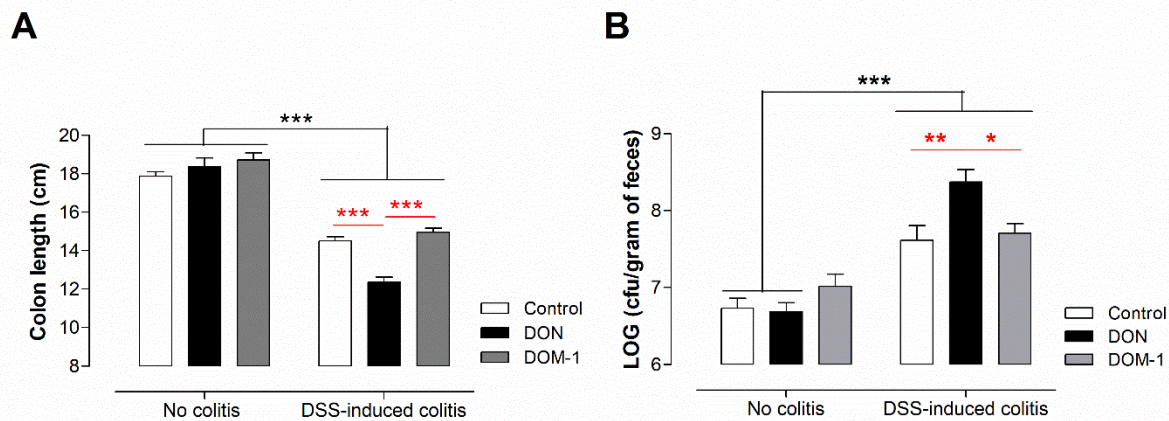 A
Colon length (cm)
20
18
16
14
12
10
8
***
***
***
Control
DON
DOM-1
No colitis
DSS-induced colitis
B
LOG (cfu/gram of feces)
9
8
7
6
***
**
*
Control
DON
DOM-1
No colitis
DSS-induced colitis